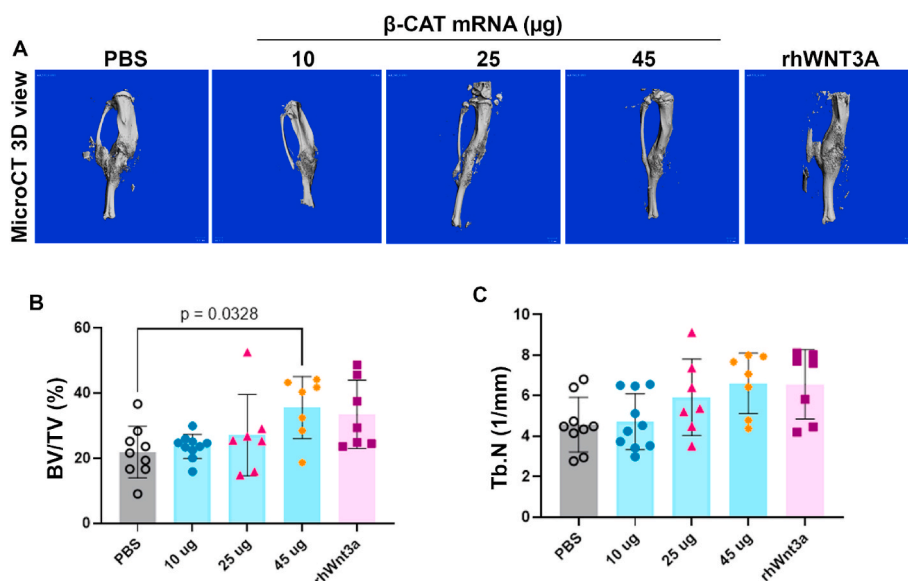 β-CAT mRNA (µg)
A
PBS
10
25
45
rhWNT3A
MicroCT 3D view
B
p = 0.0328
BV/TV (%)
60
40
20
0
PBS
10 ug
25 ug
45 ug
rhWnt3a
C
Tb.N (1/mm)
10
8
6
4
2
0
PBS
10 ug
25 ug
45 ug
rhWnt3a